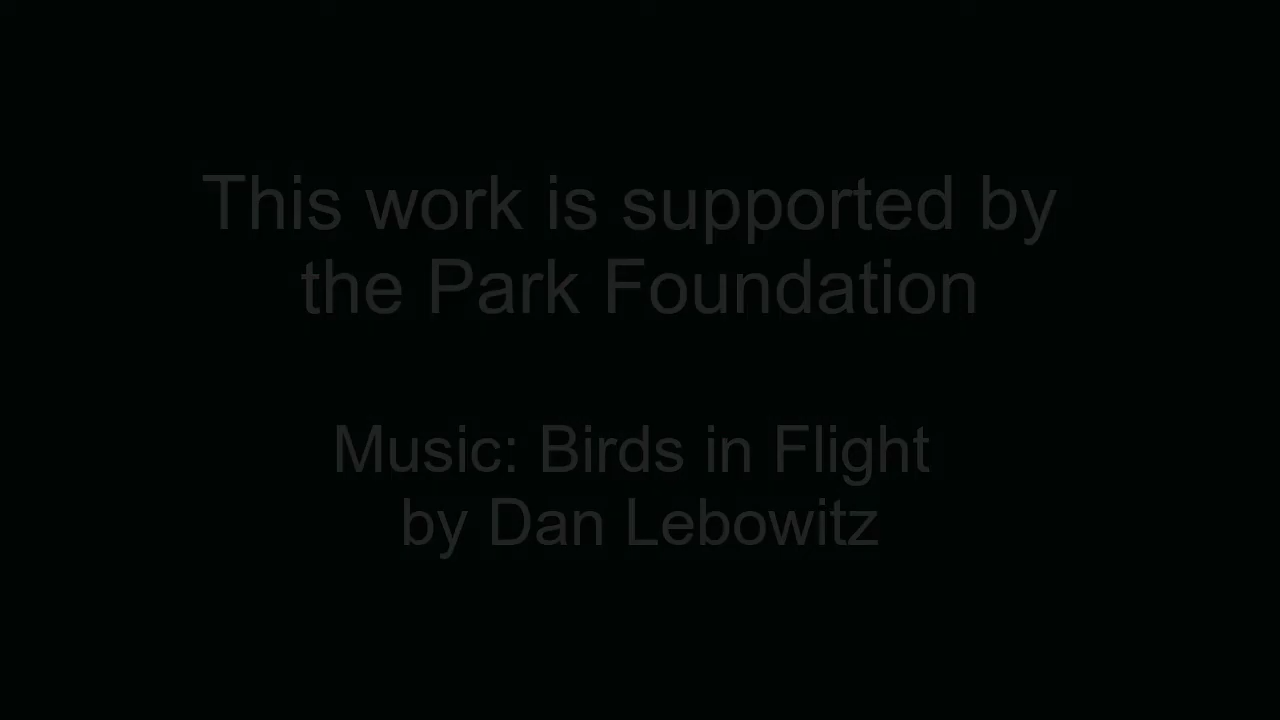 This work is supported by
the Park Foundation
Music: Birds in Flight
by Dan Lebowitz